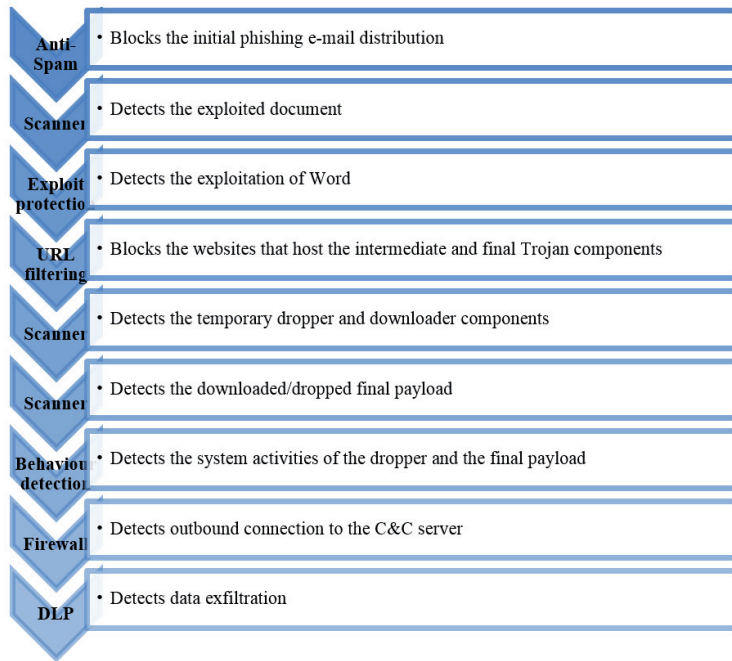 Anti-
Spam
• Blocks the initial phishing e-mail distribution
Scanner
• Detects the exploited document
Exploit
protection
• Detects the exploitation of Word
URL
filtering
• Blocks the websites that host the intermediate and final Trojan components
Scanner
• Detects the temporary dropper and downloader components
Scanner
• Detects the downloaded/dropped final payload
Behaviour
detection
• Detects the system activities of the dropper and the final payload
Firewall
• Detects outbound connection to the C&C server
DLP
• Detects data exfiltration